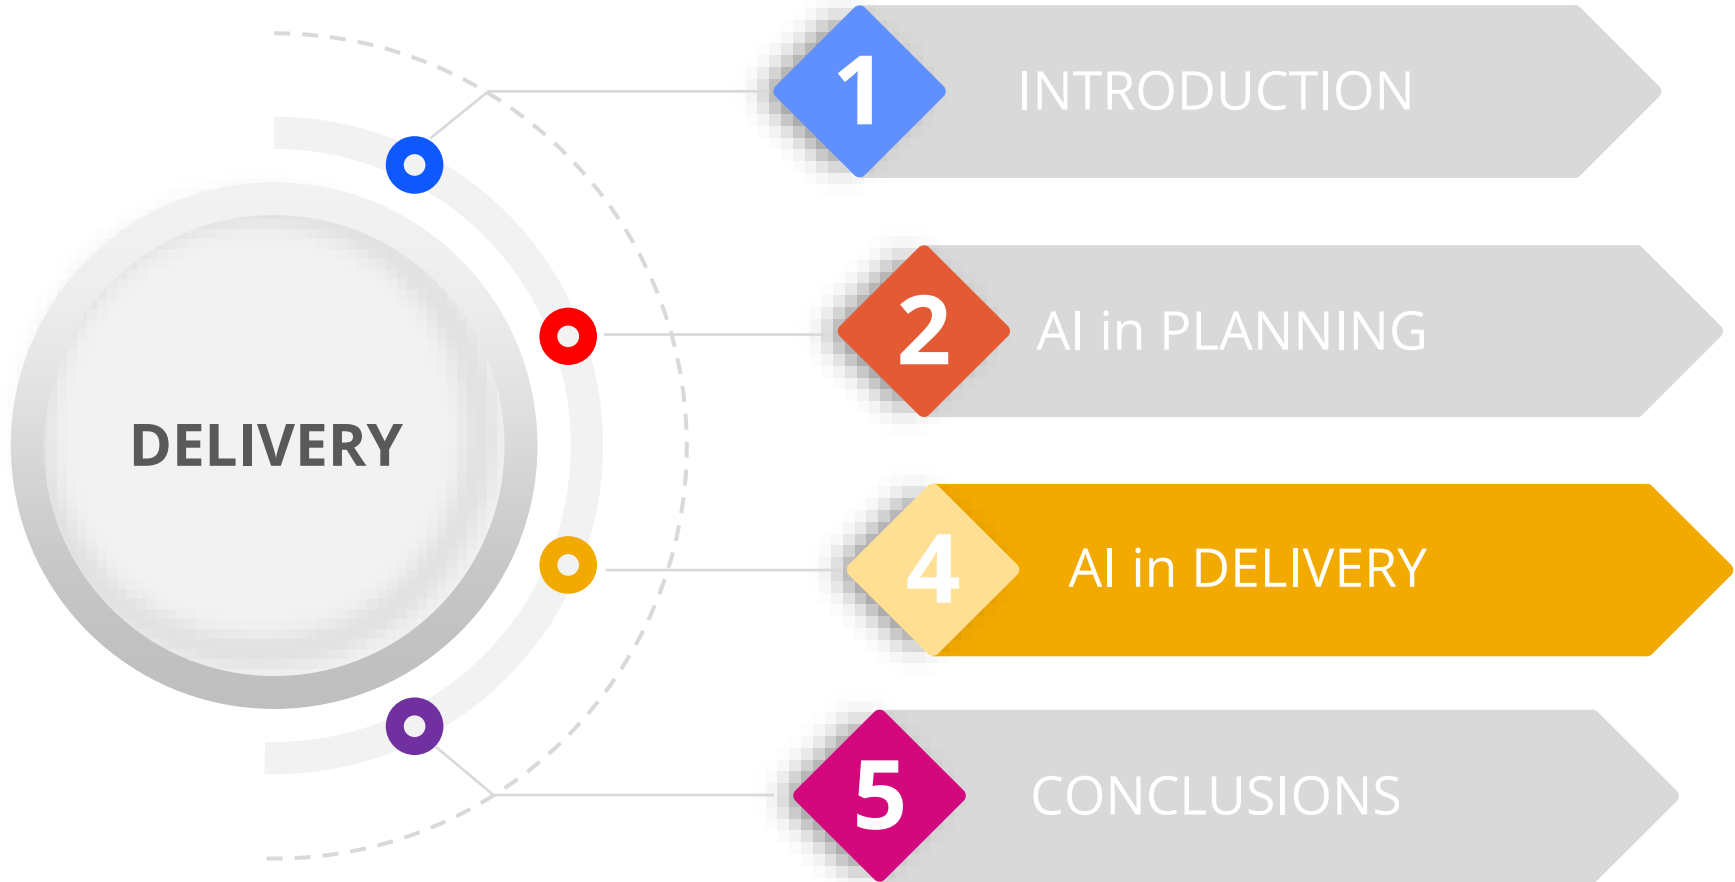 DELIVERY
1 INTRODUCTION
2 AI in PLANNING
4 AI in DELIVERY
5 CONCLUSIONS